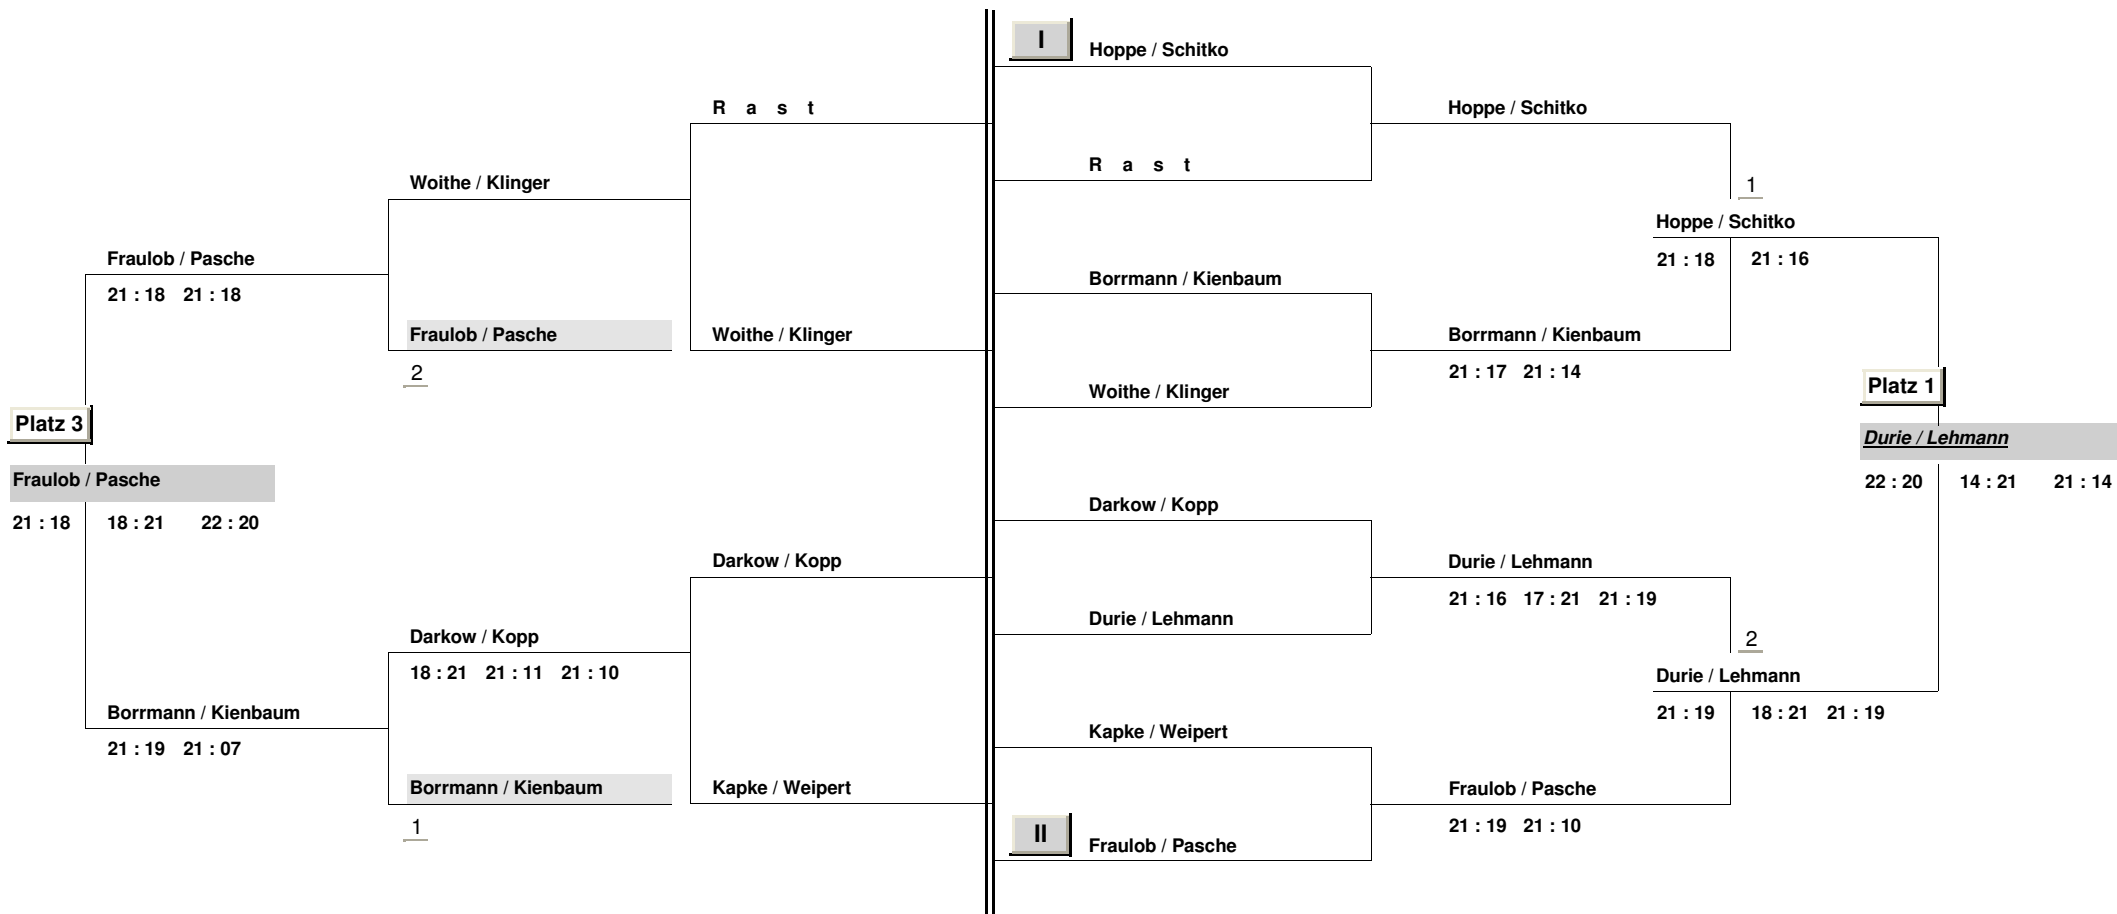 I
Hoppe / Schitko
R a s t
Hoppe / Schitko
R a s t
Woithe / Klinger
1
Hoppe / Schitko
Fraulob / Pasche
21 : 18 21 : 16
Borrmann / Kienbaum
21 : 18 21 : 18
Fraulob / Pasche
Woithe / Klinger
Borrmann / Kienbaum
2
21 : 17 21 : 14
Platz 1
Woithe / Klinger
Platz 3
Durie / Lehmann
Fraulob / Pasche
22 : 20 14 : 21 21 : 14
Darkow / Kopp
21 : 18 18 : 21 22 : 20
Darkow / Kopp
Durie / Lehmann
21 : 16 17 : 21 21 : 19
Durie / Lehmann
Darkow / Kopp
2
18 : 21 21 : 11 21 : 10
Durie / Lehmann
Borrmann / Kienbaum
21 : 19 18 : 21 21 : 19
Kapke / Weipert
21 : 19 21 : 07
Borrmann / Kienbaum
Kapke / Weipert
Fraulob / Pasche
1
21 : 19 21 : 10
II
Fraulob / Pasche